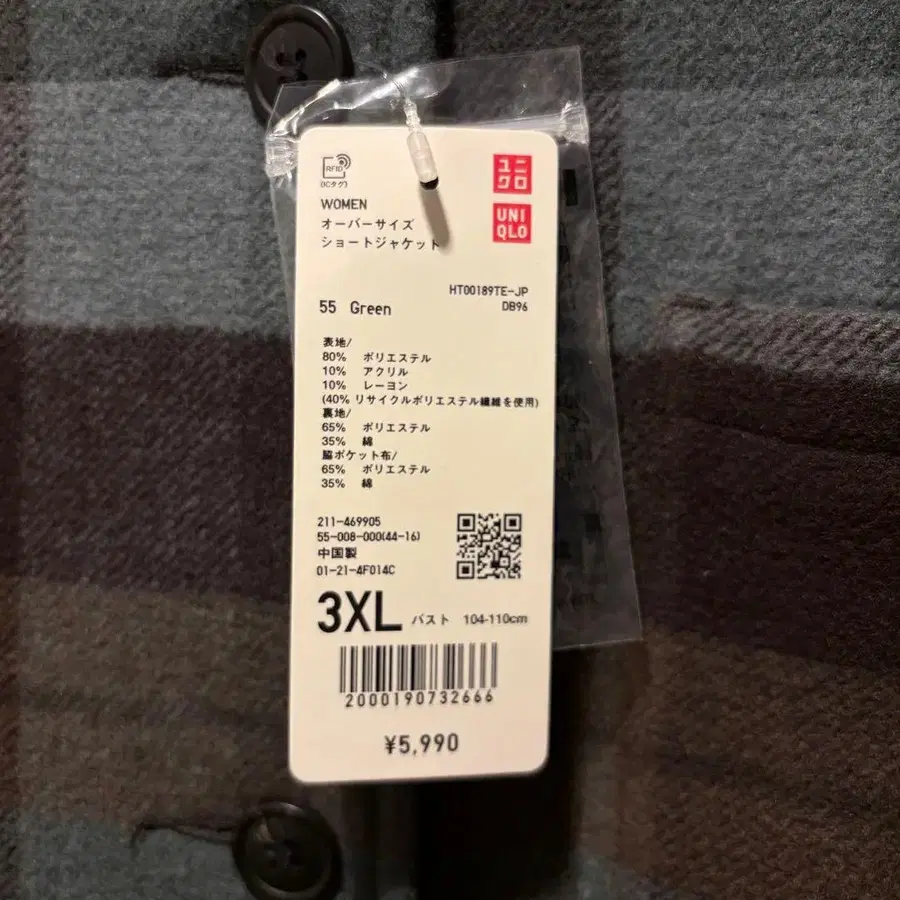 RFID
(ICタグ)
ユニ
クロ
UNI
QLO
WOMEN
オーバーサイズ
ショートジャケット
HT00189TE-JP
DB96
55 Green
表地/
80% ポリエステル
10% アクリル
10% レーヨン
(40% リサイクルポリエステル繊維を使用)
裏地/
65% ポリエステル
35% 綿
脇ポケット布/
65% ポリエステル
35% 綿
211-469905
55-008-000(44-16)
中国製
01-21-4F014C
3XL バスト 104-110cm
2000190732666
¥5,990